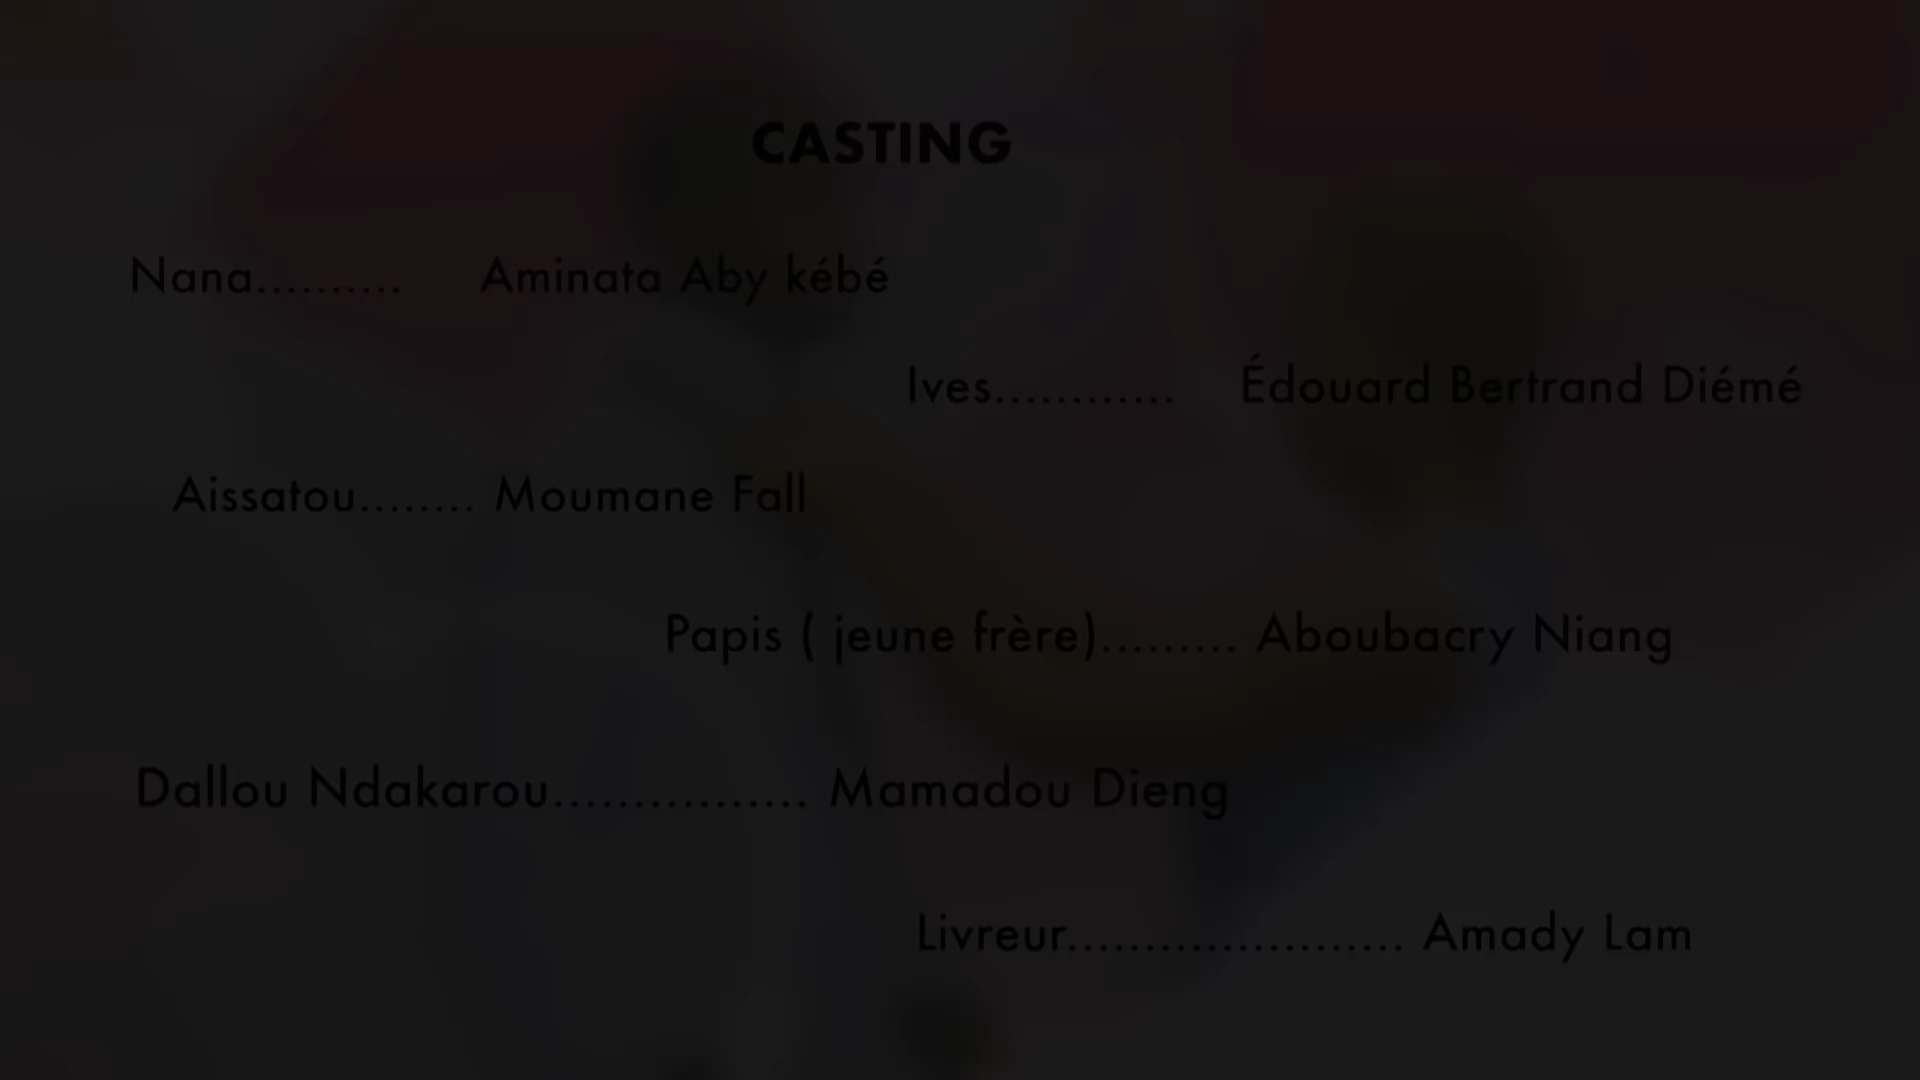 CASTING
Nana.......... Aminata Aby kébé
Ives............ Édouard Bertrand Diémé
Aissatou........ Moumane Fall
Papis ( jeune frère)......... Aboubacry Niang
Dallou Ndakarou................ Mamadou Dieng
Livreur...................... Amady Lam